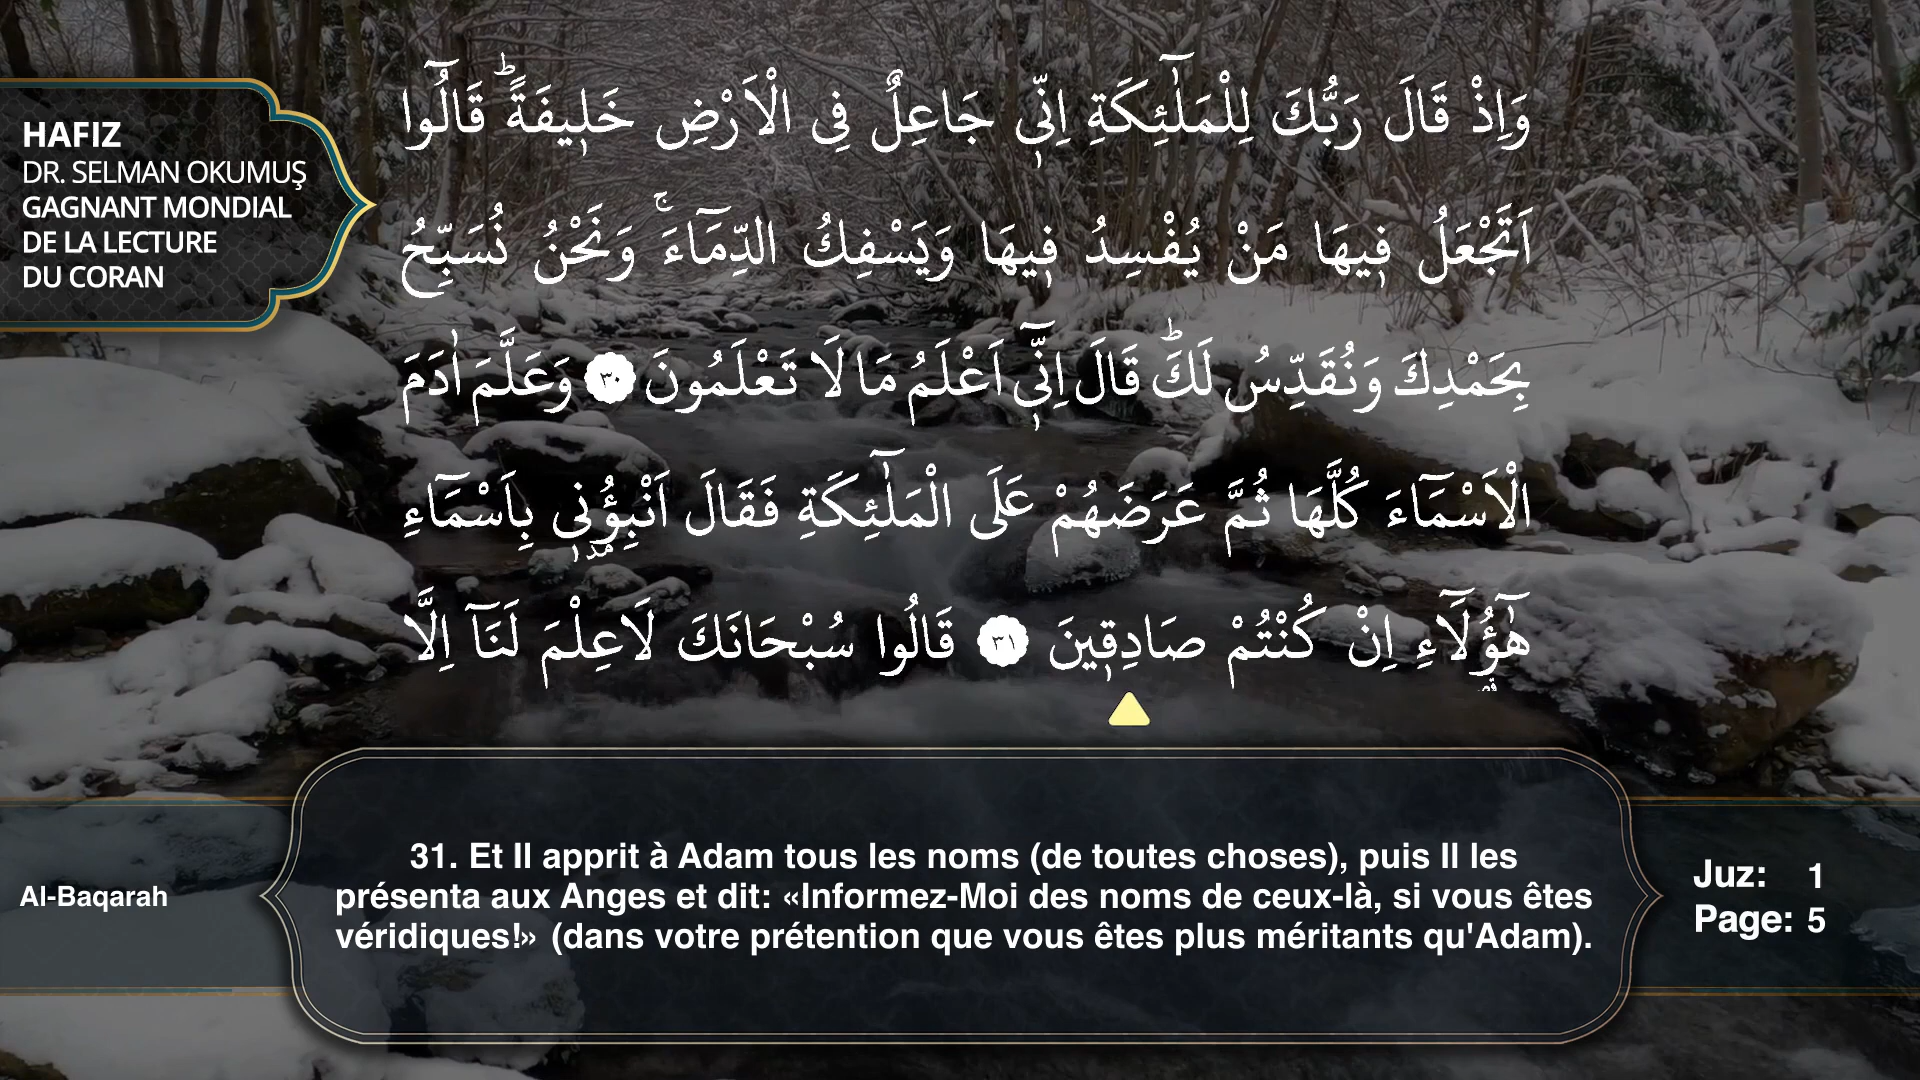 HAFIZ
DR. SELMAN OKUMUŞ
GAGNANT MONDIAL
DE LA LECTURE
DU CORAN
وَاِذْ قَالَ رَبُّكَ لِلْمَلٰٓئِكَةِ اِنّٖى جَاعِلٌ فِى الْاَرْضِ خَلٖيفَةًؕ قَالُٓوا
اَتَجْعَلُ فٖيهَا مَنْ يُفْسِدُ فٖيهَا وَيَسْفِكُ الدِّمَٓاءَۚ وَنَحْنُ نُسَبِّحُ
بِحَمْدِكَ وَنُقَدِّسُ لَكَؕ قَالَ اِنّٖٓى اَعْلَمُ مَا لَا تَعْلَمُونَ ﴿٣٠﴾ وَعَلَّمَ اٰدَمَ
الْاَسْمَٓاءَ كُلَّهَا ثُمَّ عَرَضَهُمْ عَلَى الْمَلٰٓئِكَةِ فَقَالَ اَنْبِؤُنٖى بِاَسْمَٓاءِ
هٰٓؤُلَٓاءِ اِنْ كُنْتُمْ صَادِقٖينَ ﴿٣١﴾ قَالُوا سُبْحَانَكَ لَاعِلْمَ لَنَٓا اِلَّا
31. Et Il apprit à Adam tous les noms (de toutes choses), puis Il les
présenta aux Anges et dit: «Informez-Moi des noms de ceux-là, si vous êtes
véridiques!» (dans votre prétention que vous êtes plus méritants qu'Adam).
Al-Baqarah
Juz: 1
Page: 5